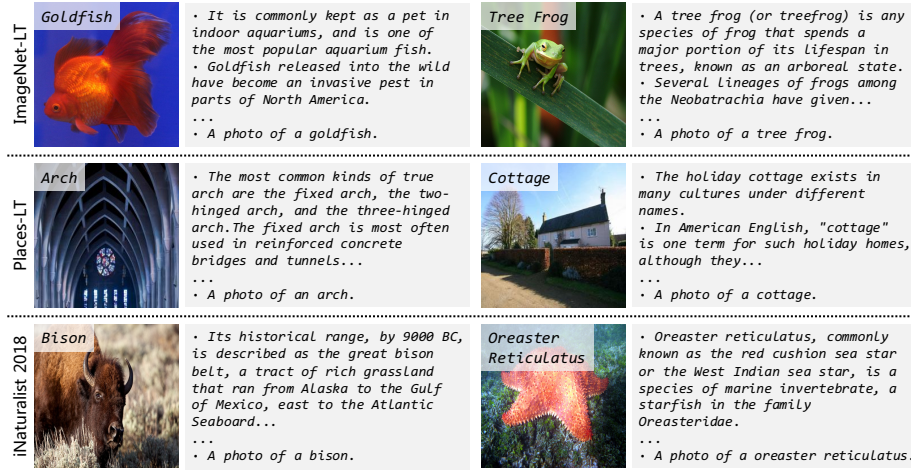 ImageNet-LT
Goldfish
· It is commonly kept as a pet in
indoor aquariums, and is one of
the most popular aquarium fish.
· Goldfish released into the wild
have become an invasive pest in
parts of North America.
...
· A photo of a goldfish.
Tree Frog
· A tree frog (or treefrog) is any
species of frog that spends a
major portion of its lifespan in
trees, known as an arboreal state.
· Several lineages of frogs among
the Neobatrachia have given...
...
· A photo of a tree frog.
Places-LT
Arch
· The most common kinds of true
arch are the fixed arch, the two-
hinged arch, and the three-hinged
arch.The fixed arch is most often
used in reinforced concrete
bridges and tunnels...
...
· A photo of an arch.
Cottage
· The holiday cottage exists in
many cultures under different
names.
· In American English, "cottage"
is one term for such holiday homes,
although they...
...
· A photo of a cottage.
iNaturalist 2018
Bison
· Its historical range, by 9000 BC,
is described as the great bison
belt, a tract of rich grassland
that ran from Alaska to the Gulf
of Mexico, east to the Atlantic
Seaboard...
...
· A photo of a bison.
Oreaster
Reticulatus
· Oreaster reticulatus, commonly
known as the red cushion sea star
or the West Indian sea star, is a
species of marine invertebrate, a
starfish in the family
Oreasteridae.
...
· A photo of a oreaster reticulatus.